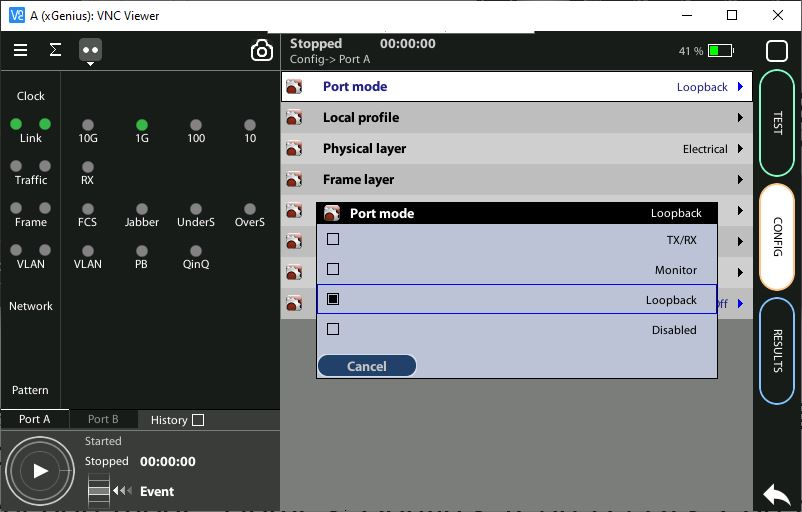 A (xGenius): VNC Viewer
Stopped 00:00:00
Config-> Port A
41 %
Clock
Link 10G 1G 100 10
Traffic RX
Frame FCS Jabber UnderS OverS
VLAN VLAN PB QinQ
Network
Pattern
Port A Port B History
Started
Stopped 00:00:00
Event
Port mode Loopback
Local profile
Physical layer Electrical
Frame layer
Port mode Loopback
TX/RX
Monitor
Loopback
Disabled
Cancel
TEST
CONFIG
RESULTS